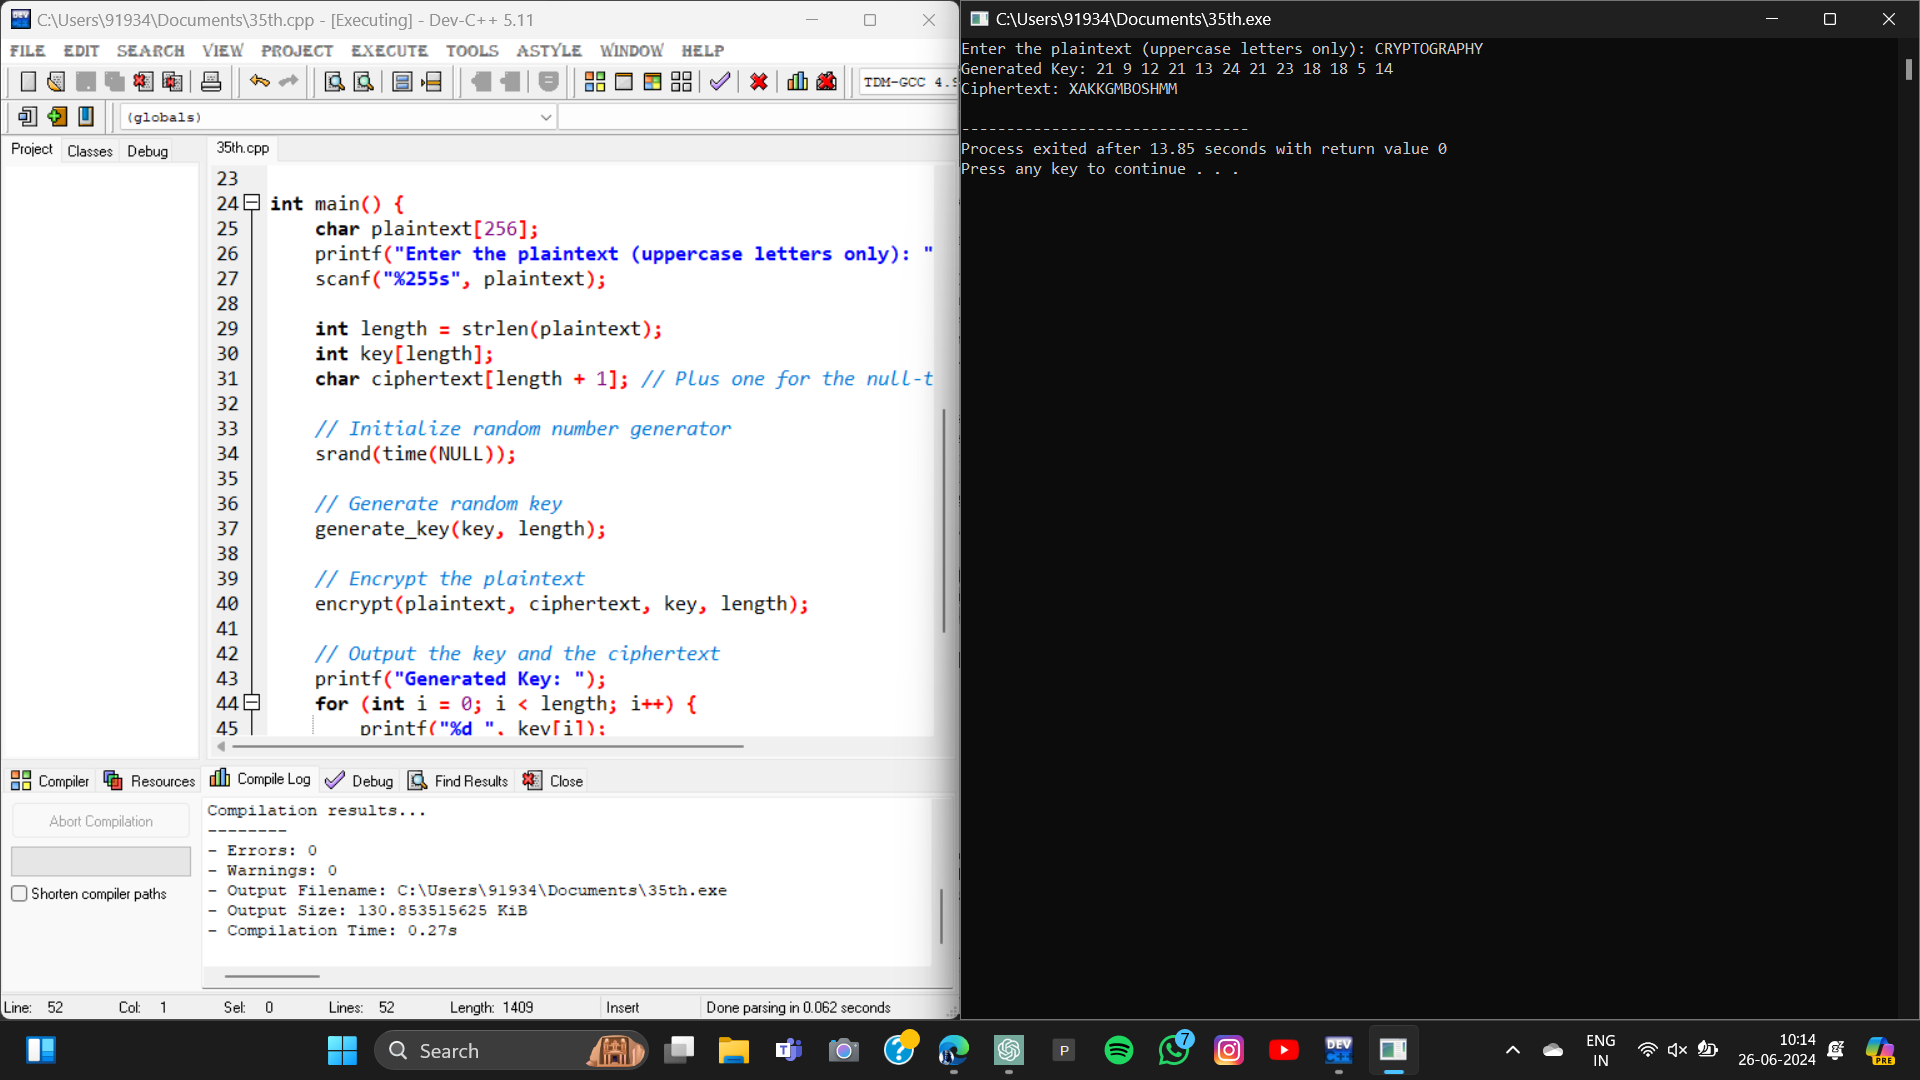 C:\Users\91934\Documents\35th.cpp - [Executing] - Dev-C++ 5.11
FILE EDIT SEARCH VIEW PROJECT EXECUTE TOOLS ASTYLE WINDOW HELP
TDM-GCC 4.9
(globals)
Project Classes Debug
35th.cpp
23
24 int main() {
25 char plaintext[256];
26 printf("Enter the plaintext (uppercase letters only): "
27 scanf("%255s", plaintext);
28
29 int length = strlen(plaintext);
30 int key[length];
31 char ciphertext[length + 1]; // Plus one for the null-t
32
33 // Initialize random number generator
34 srand(time(NULL));
35
36 // Generate random key
37 generate_key(key, length);
38
39 // Encrypt the plaintext
40 encrypt(plaintext, ciphertext, key, length);
41
42 // Output the key and the ciphertext
43 printf("Generated Key: ");
44 for (int i = 0; i < length; i++) {
45 printf("%d ", key[i]);
Compiler Resources Compile Log Debug Find Results Close
Abort Compilation
Shorten compiler paths
Compilation results...
--------
- Errors: 0
- Warnings: 0
- Output Filename: C:\Users\91934\Documents\35th.exe
- Output Size: 130.853515625 KiB
- Compilation Time: 0.27s
Line: 52 Col: 1 Sel: 0 Lines: 52 Length: 1409 Insert Done parsing in 0.062 seconds
C:\Users\91934\Documents\35th.exe
Enter the plaintext (uppercase letters only): CRYPTOGRAPHY
Generated Key: 21 9 12 21 13 24 21 23 18 18 5 14
Ciphertext: XAKKGMBOSHMM
--------------------------------
Process exited after 13.85 seconds with return value 0
Press any key to continue . . .
Search
P
7
DEV
ENG
IN
10:14
26-06-2024
PRE